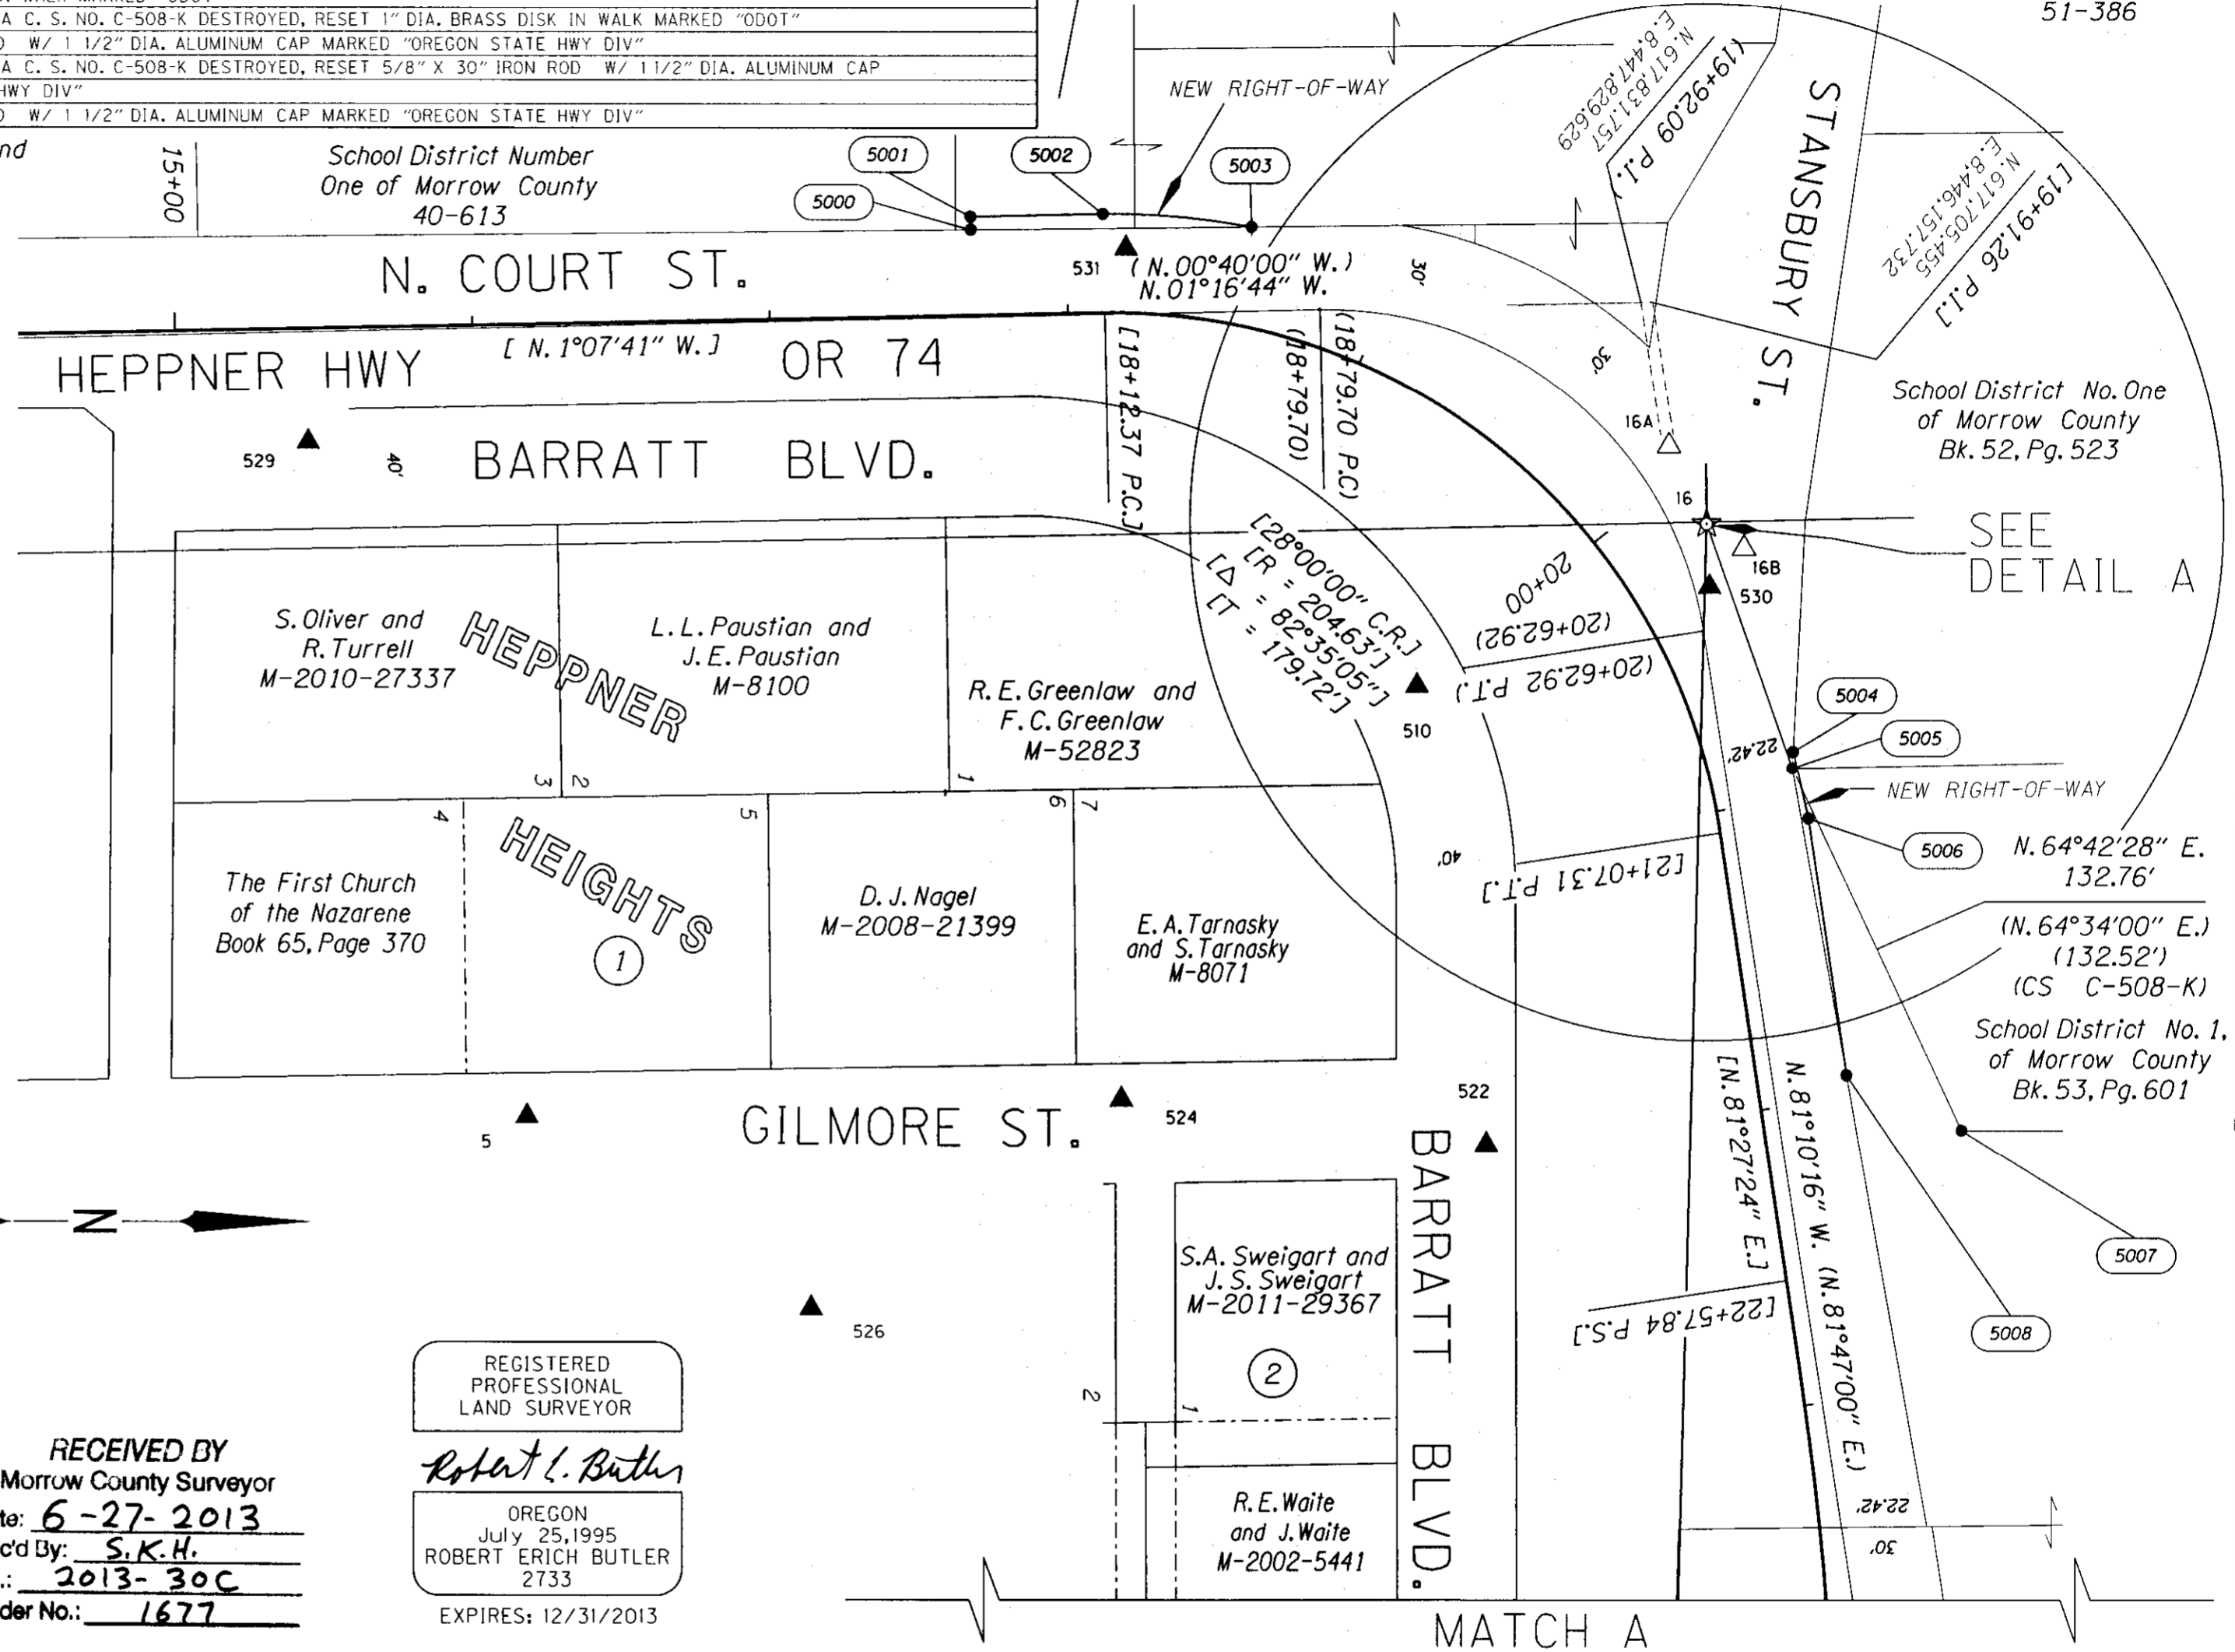 A C. S. NO. C-508-K DESTROYED, RESET 1" DIA. BRASS DISK IN WALK MARKED "ODOT"
W/ 1 1/2" DIA. ALUMINUM CAP MARKED "OREGON STATE HWY DIV"
A C. S. NO. C-508-K DESTROYED, RESET 5/8" X 30" IRON ROD W/ 1 1/2" DIA. ALUMINUM CAP
HWY DIV"
W/ 1 1/2" DIA. ALUMINUM CAP MARKED "OREGON STATE HWY DIV"
51-386
NEW RIGHT-OF-WAY
(19+92.09 P.I.)
N. 617,831.757
E. 8,447,829.629
STANSBURY ST.
[19+91.26 P.I.]
N. 617,705.455
E. 8,446,157.732
nd
15+00
School District Number
One of Morrow County
40-613
5001
5002
5003
5000
N. COURT ST.
531
(N. 00°40'00" W.)
N. 01°16'44" W.
30'
30'
HEPPNER HWY
[ N. 1°07'41" W.]
OR 74
[18+12.37 P.C.]
(18+79.70)
(18+79.70 P.C)
School District No. One
of Morrow County
Bk. 52, Pg. 523
16A
529
40'
BARRATT BLVD.
16
SEE
DETAIL A
16B
530
[28°00'00" C.R.]
[R = 204.63']
[Δ = 82°35'05"]
[T = 179.72']
20+00
(20+62.92)
(20+62.92 P.T.)
510
S. Oliver and
R. Turrell
M-2010-27337
HEPPNER
L. L. Paustian and
J. E. Paustian
M-8100
R. E. Greenlaw and
F. C. Greenlaw
M-52823
5004
5005
22.42'
NEW RIGHT-OF-WAY
5006
3
2
1
4
5
6
7
HEIGHTS
1
40'
[21+07.31 P.T.]
N. 64°42'28" E.
132.76'
(N. 64°34'00" E.)
(132.52')
(CS C-508-K)
The First Church
of the Nazarene
Book 65, Page 370
D. J. Nagel
M-2008-21399
E. A. Tarnasky
and S. Tarnasky
M-8071
School District No. 1,
of Morrow County
Bk. 53, Pg. 601
5
GILMORE ST.
524
522
BARRATT BLVD.
[N. 81°27'24" E.]
N. 81°10'16" W. (N. 81°47'00" E.)
5007
5008
[22+57.84 P.S.]
N
526
S.A. Sweigart and
J. S. Sweigart
M-2011-29367
2
2
1
R. E. Waite
and J. Waite
M-2002-5441
22.42'
30'
REGISTERED
PROFESSIONAL
LAND SURVEYOR
Robert E. Butler
OREGON
July 25, 1995
ROBERT ERICH BUTLER
2733
EXPIRES: 12/31/2013
RECEIVED BY
Morrow County Surveyor
te: 6-27-2013
c'd By: S.K.H.
.: 2013-30C
der No.: 1677
MATCH A